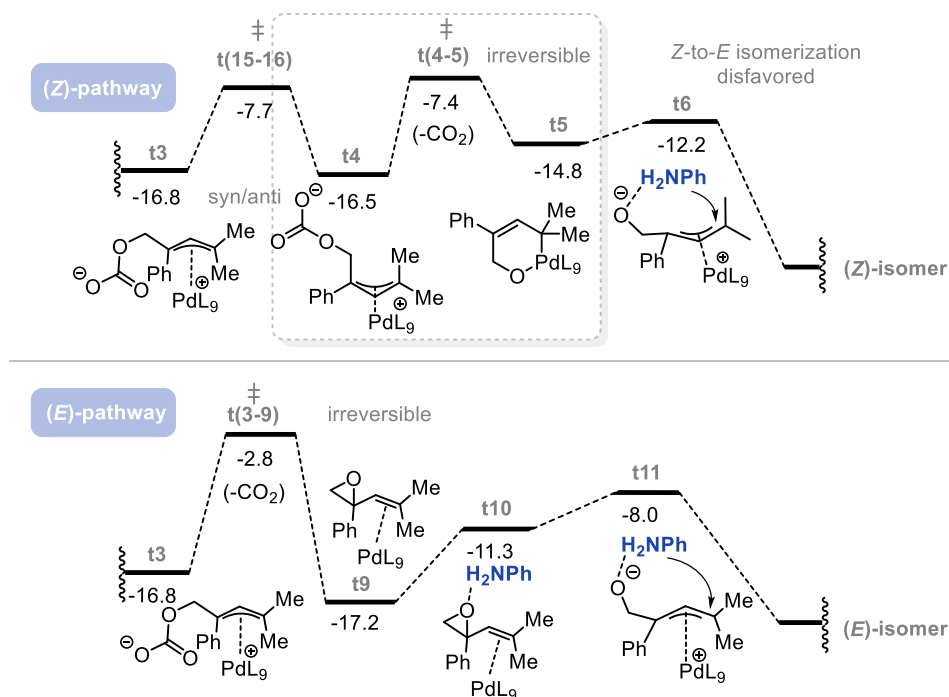 ‡
t(15-16)
‡
t(4-5)
irreversible
Z-to-E isomerization
disfavored
(Z)-pathway
-7.7
-7.4
(-CO₂)
t6
-12.2
t3
-16.8
t4
-16.5
t5
-14.8
syn/anti
H₂NPh
⊖
O
O
O
Ph
Me
Me
⊕
PdL₉
⊖
O
O
O
Ph
Me
Me
⊕
PdL₉
Ph
Me
Me
O
PdL₉
⊖
O
Ph
⊕
PdL₉
(Z)-isomer
(E)-pathway
‡
t(3-9)
irreversible
-2.8
(-CO₂)
O
Ph
Me
Me
PdL₉
t10
-11.3
t11
-8.0
t3
-16.8
t9
-17.2
H₂NPh
H₂NPh
⊖
O
O
O
Ph
Me
Me
⊕
PdL₉
O
Ph
Me
Me
PdL₉
⊖
O
Ph
Me
Me
⊕
PdL₉
(E)-isomer